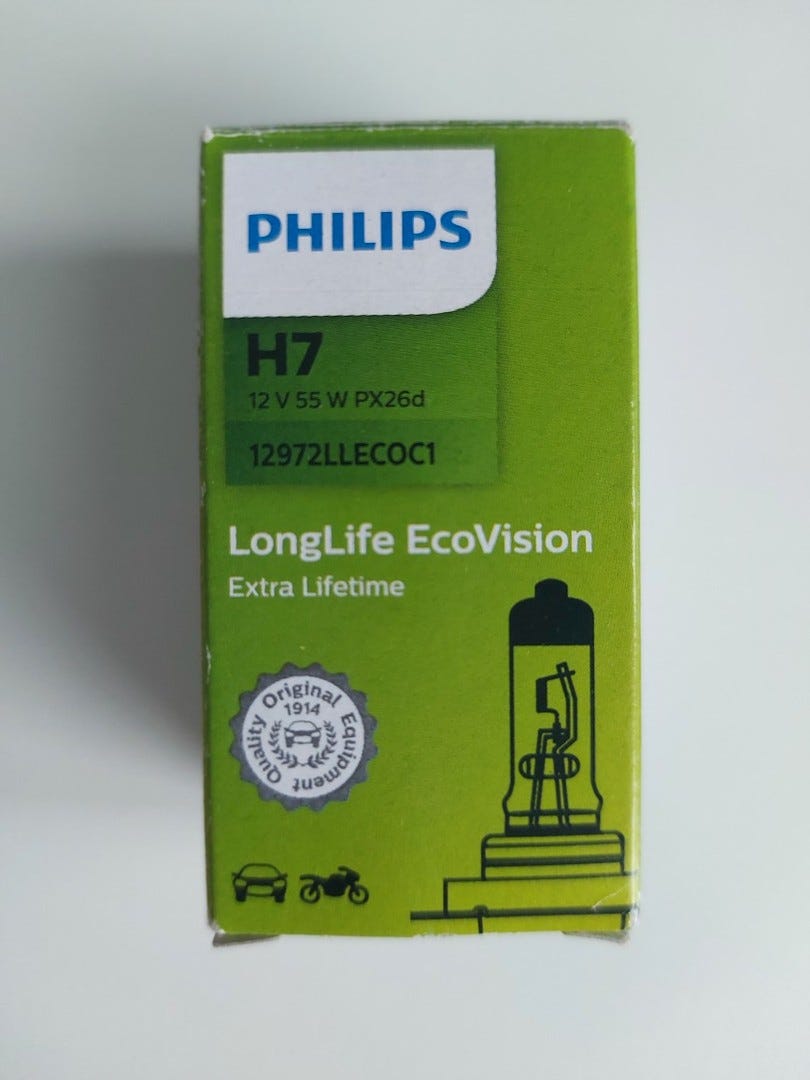 PHILIPS
H7
12 V 55 W PX26d
12972LLECOC1
LongLife EcoVision
Extra Lifetime
Quality Original Equipment
1914